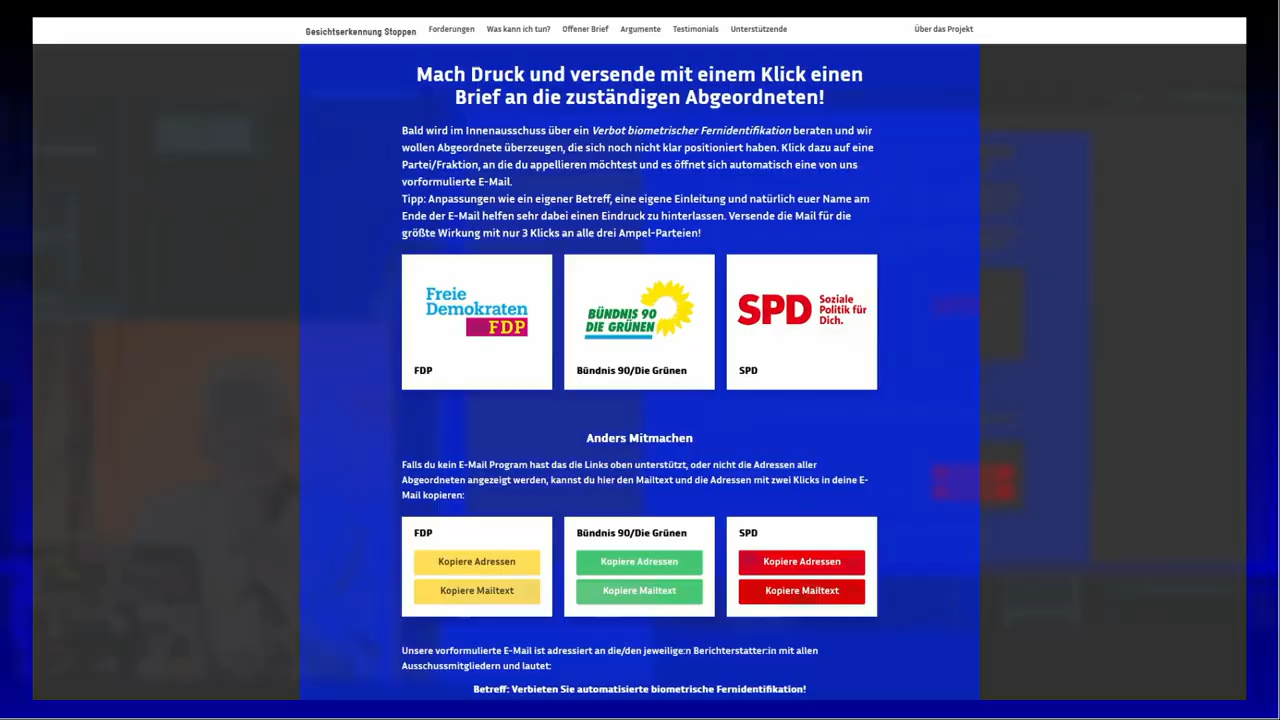 Gesichtserkennung Stoppen Forderungen Was kann ich tun? Offener Brief Argumente Testimonials Unterstützende Über das Projekt
Mach Druck und versende mit einem Klick einen
Brief an die zuständigen Abgeordneten!
Bald wird im Innenausschuss über ein Verbot biometrischer Fernidentifikation beraten und wir
wollen Abgeordnete überzeugen, die sich noch nicht klar positioniert haben. Klick dazu auf eine
Partei/Fraktion, an die du appellieren möchtest und es öffnet sich automatisch eine von uns
vorformulierte E-Mail.
Tipp: Anpassungen wie ein eigener Betreff, eine eigene Einleitung und natürlich euer Name am
Ende der E-Mail helfen sehr dabei einen Eindruck zu hinterlassen. Versende die Mail für die
größte Wirkung mit nur 3 Klicks an alle drei Ampel-Parteien!
Freie
Demokraten
FDP
BÜNDNIS 90
DIE GRÜNEN
SPD Soziale
Politik für
Dich.
FDP
Bündnis 90/Die Grünen
SPD
Anders Mitmachen
Falls du kein E-Mail Program hast das die Links oben unterstützt, oder nicht die Adressen aller
Abgeordneten angezeigt werden, kannst du hier den Mailtext und die Adressen mit zwei Klicks in deine E-
Mail kopieren:
FDP
Kopiere Adressen
Kopiere Mailtext
Bündnis 90/Die Grünen
Kopiere Adressen
Kopiere Mailtext
SPD
Kopiere Adressen
Kopiere Mailtext
Unsere vorformulierte E-Mail ist adressiert an die/den jeweilige:n Berichterstatter:in mit allen
Ausschussmitgliedern und lautet:
Betreff: Verbieten Sie automatisierte biometrische Fernidentifikation!